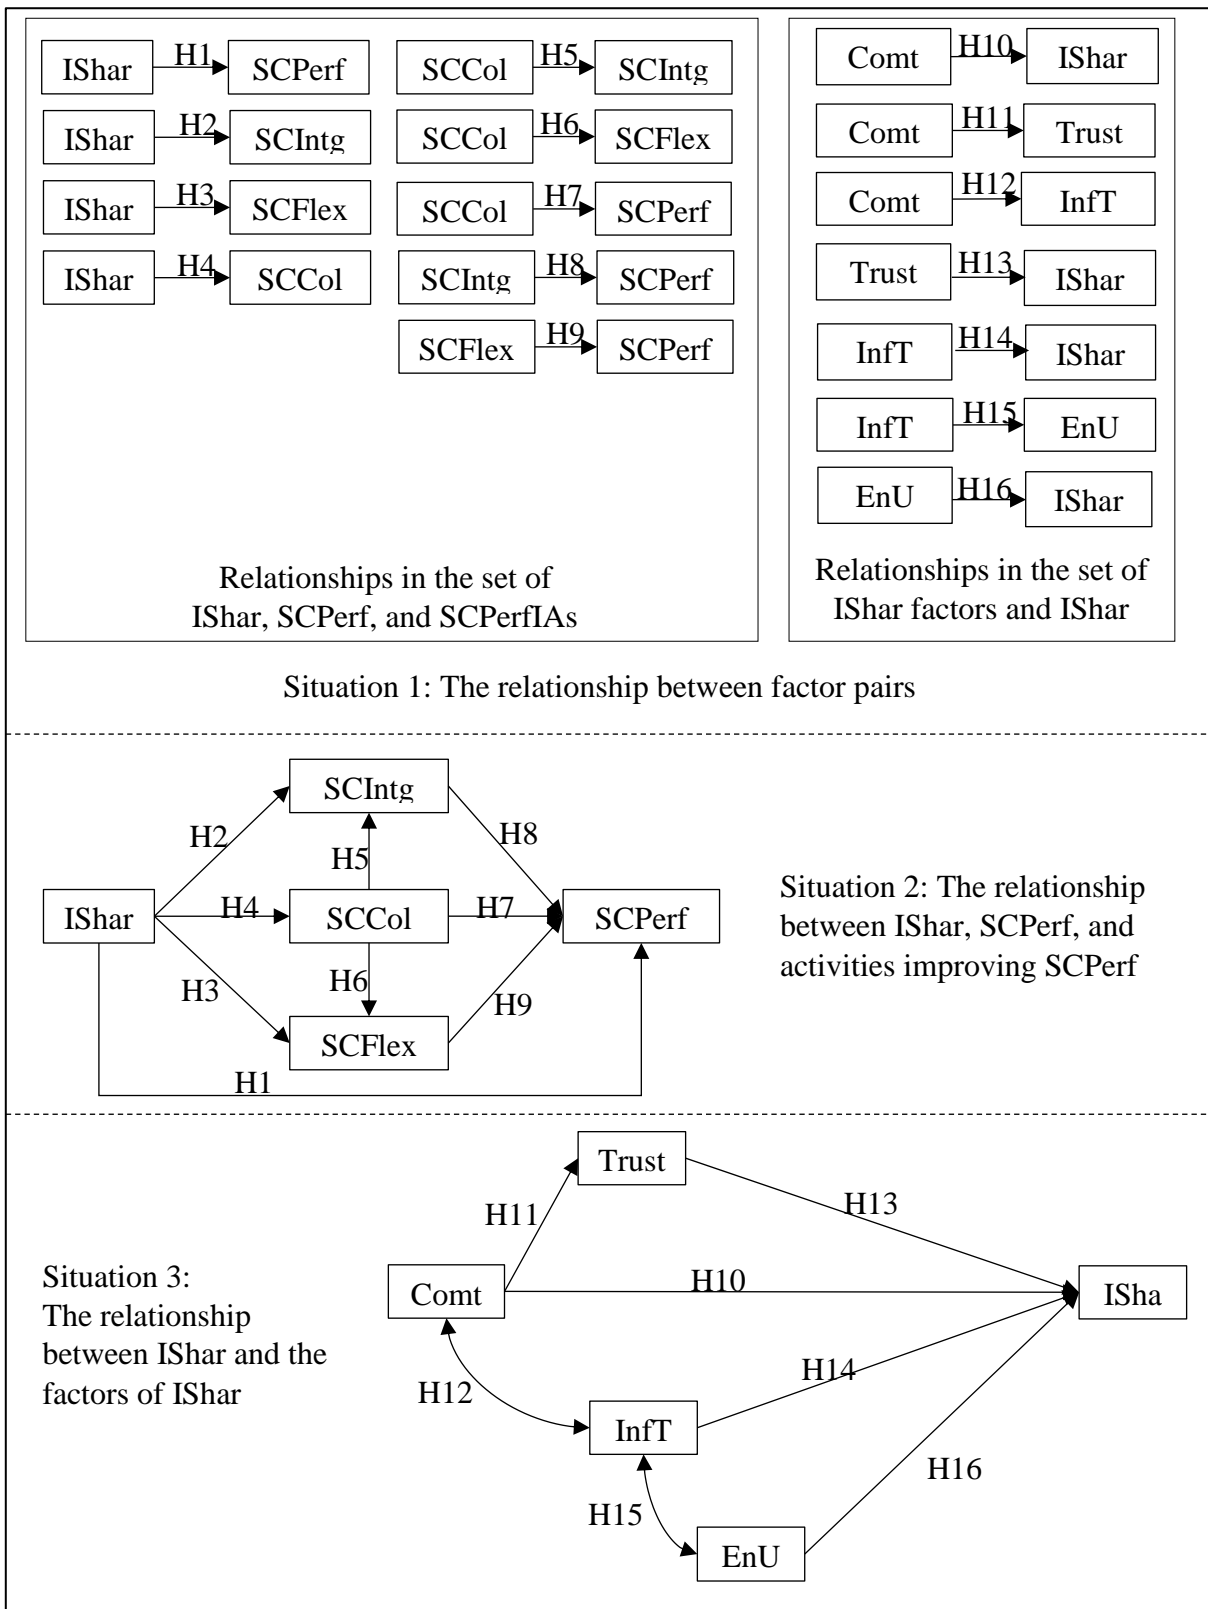 IShar H1 SCPerf
IShar H2 SCIntg
IShar H3 SCFlex
IShar H4 SCCol
SCCol H5 SCIntg
SCCol H6 SCFlex
SCCol H7 SCPerf
SCIntg H8 SCPerf
SCFlex H9 SCPerf
Relationships in the set of
IShar, SCPerf, and SCPerfIAs
Comt H10 IShar
Comt H11 Trust
Comt H12 InfT
Trust H13 IShar
InfT H14 IShar
InfT H15 EnU
EnU H16 IShar
Relationships in the set of
IShar factors and IShar
Situation 1: The relationship between factor pairs
SCIntg
H2
H8
H5
IShar
H4
SCCol
H7
SCPerf
H3
H6
H9
SCFlex
H1
Situation 2: The relationship
between IShar, SCPerf, and
activities improving SCPerf
Situation 3:
The relationship
between IShar and the
factors of IShar
Trust
H11
H13
Comt
H10
ISha
H12
H14
InfT
H16
H15
EnU